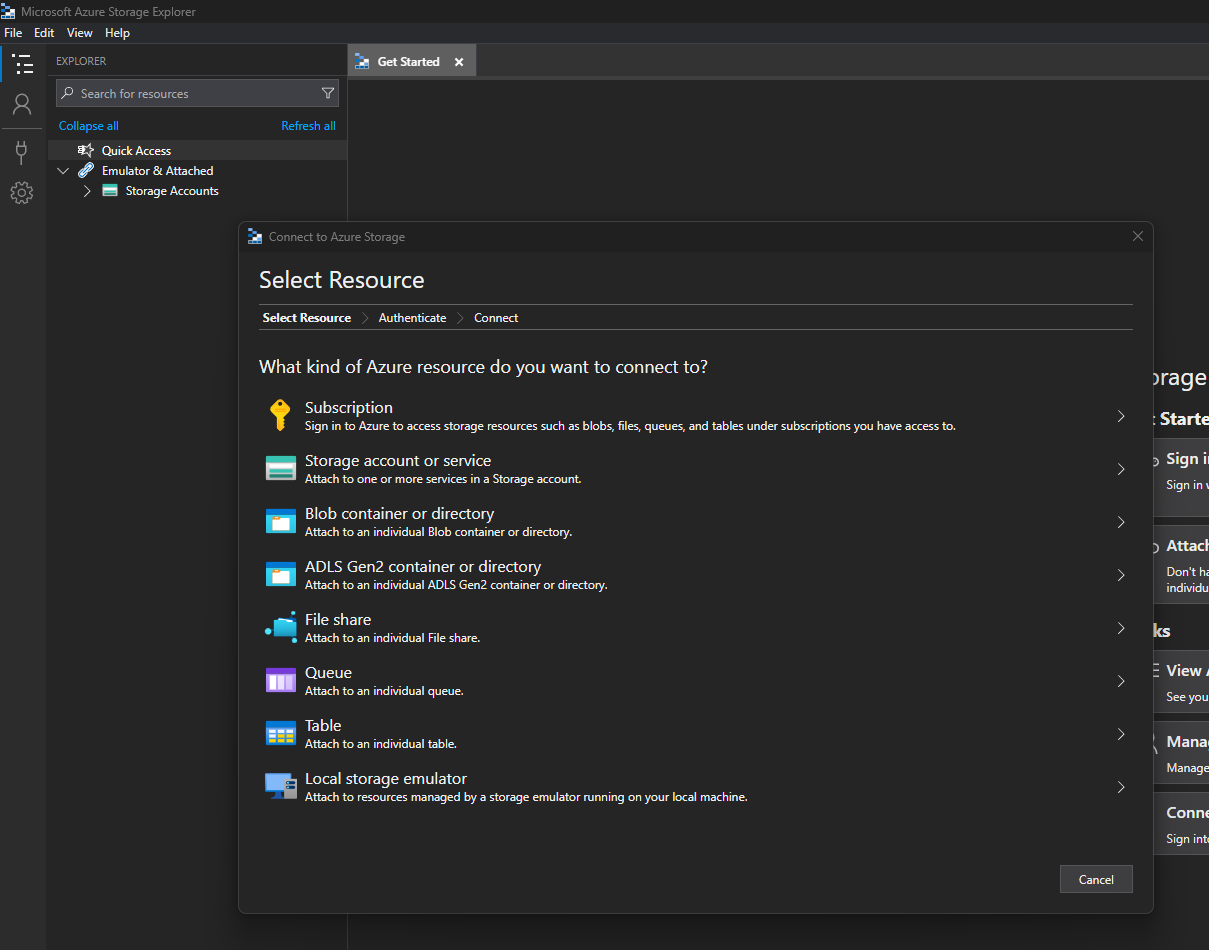 Microsoft Azure Storage Explorer
File Edit View Help
EXPLORER
Get Started
Search for resources
Collapse all Refresh all
Quick Access
Emulator & Attached
Storage Accounts
Connect to Azure Storage
Select Resource
Select Resource Authenticate Connect
What kind of Azure resource do you want to connect to?
Subscription
Sign in to Azure to access storage resources such as blobs, files, queues, and tables under subscriptions you have access to.
Storage account or service
Attach to one or more services in a Storage account.
Blob container or directory
Attach to an individual Blob container or directory.
ADLS Gen2 container or directory
Attach to an individual ADLS Gen2 container or directory.
File share
Attach to an individual File share.
Queue
Attach to an individual queue.
Table
Attach to an individual table.
Local storage emulator
Attach to resources managed by a storage emulator running on your local machine.
Cancel
orage
Starte
Sign i
Sign in w
Attach
Don't ha
individu
ks
View A
See you
Manag
Manage
Conne
Sign into